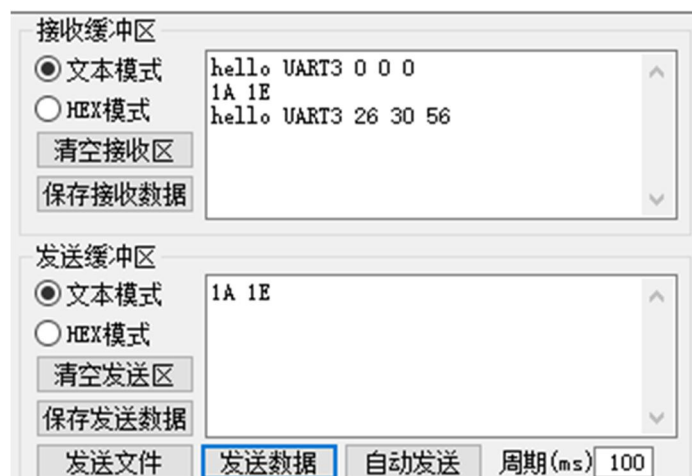 接收缓冲区
文本模式
HEX模式
清空接收区
保存接收数据
hello UART3 0 0 0
1A 1E
hello UART3 26 30 56
发送缓冲区
文本模式
HEX模式
清空发送区
保存发送数据
1A 1E
发送文件 发送数据 自动发送 周期(ms) 100